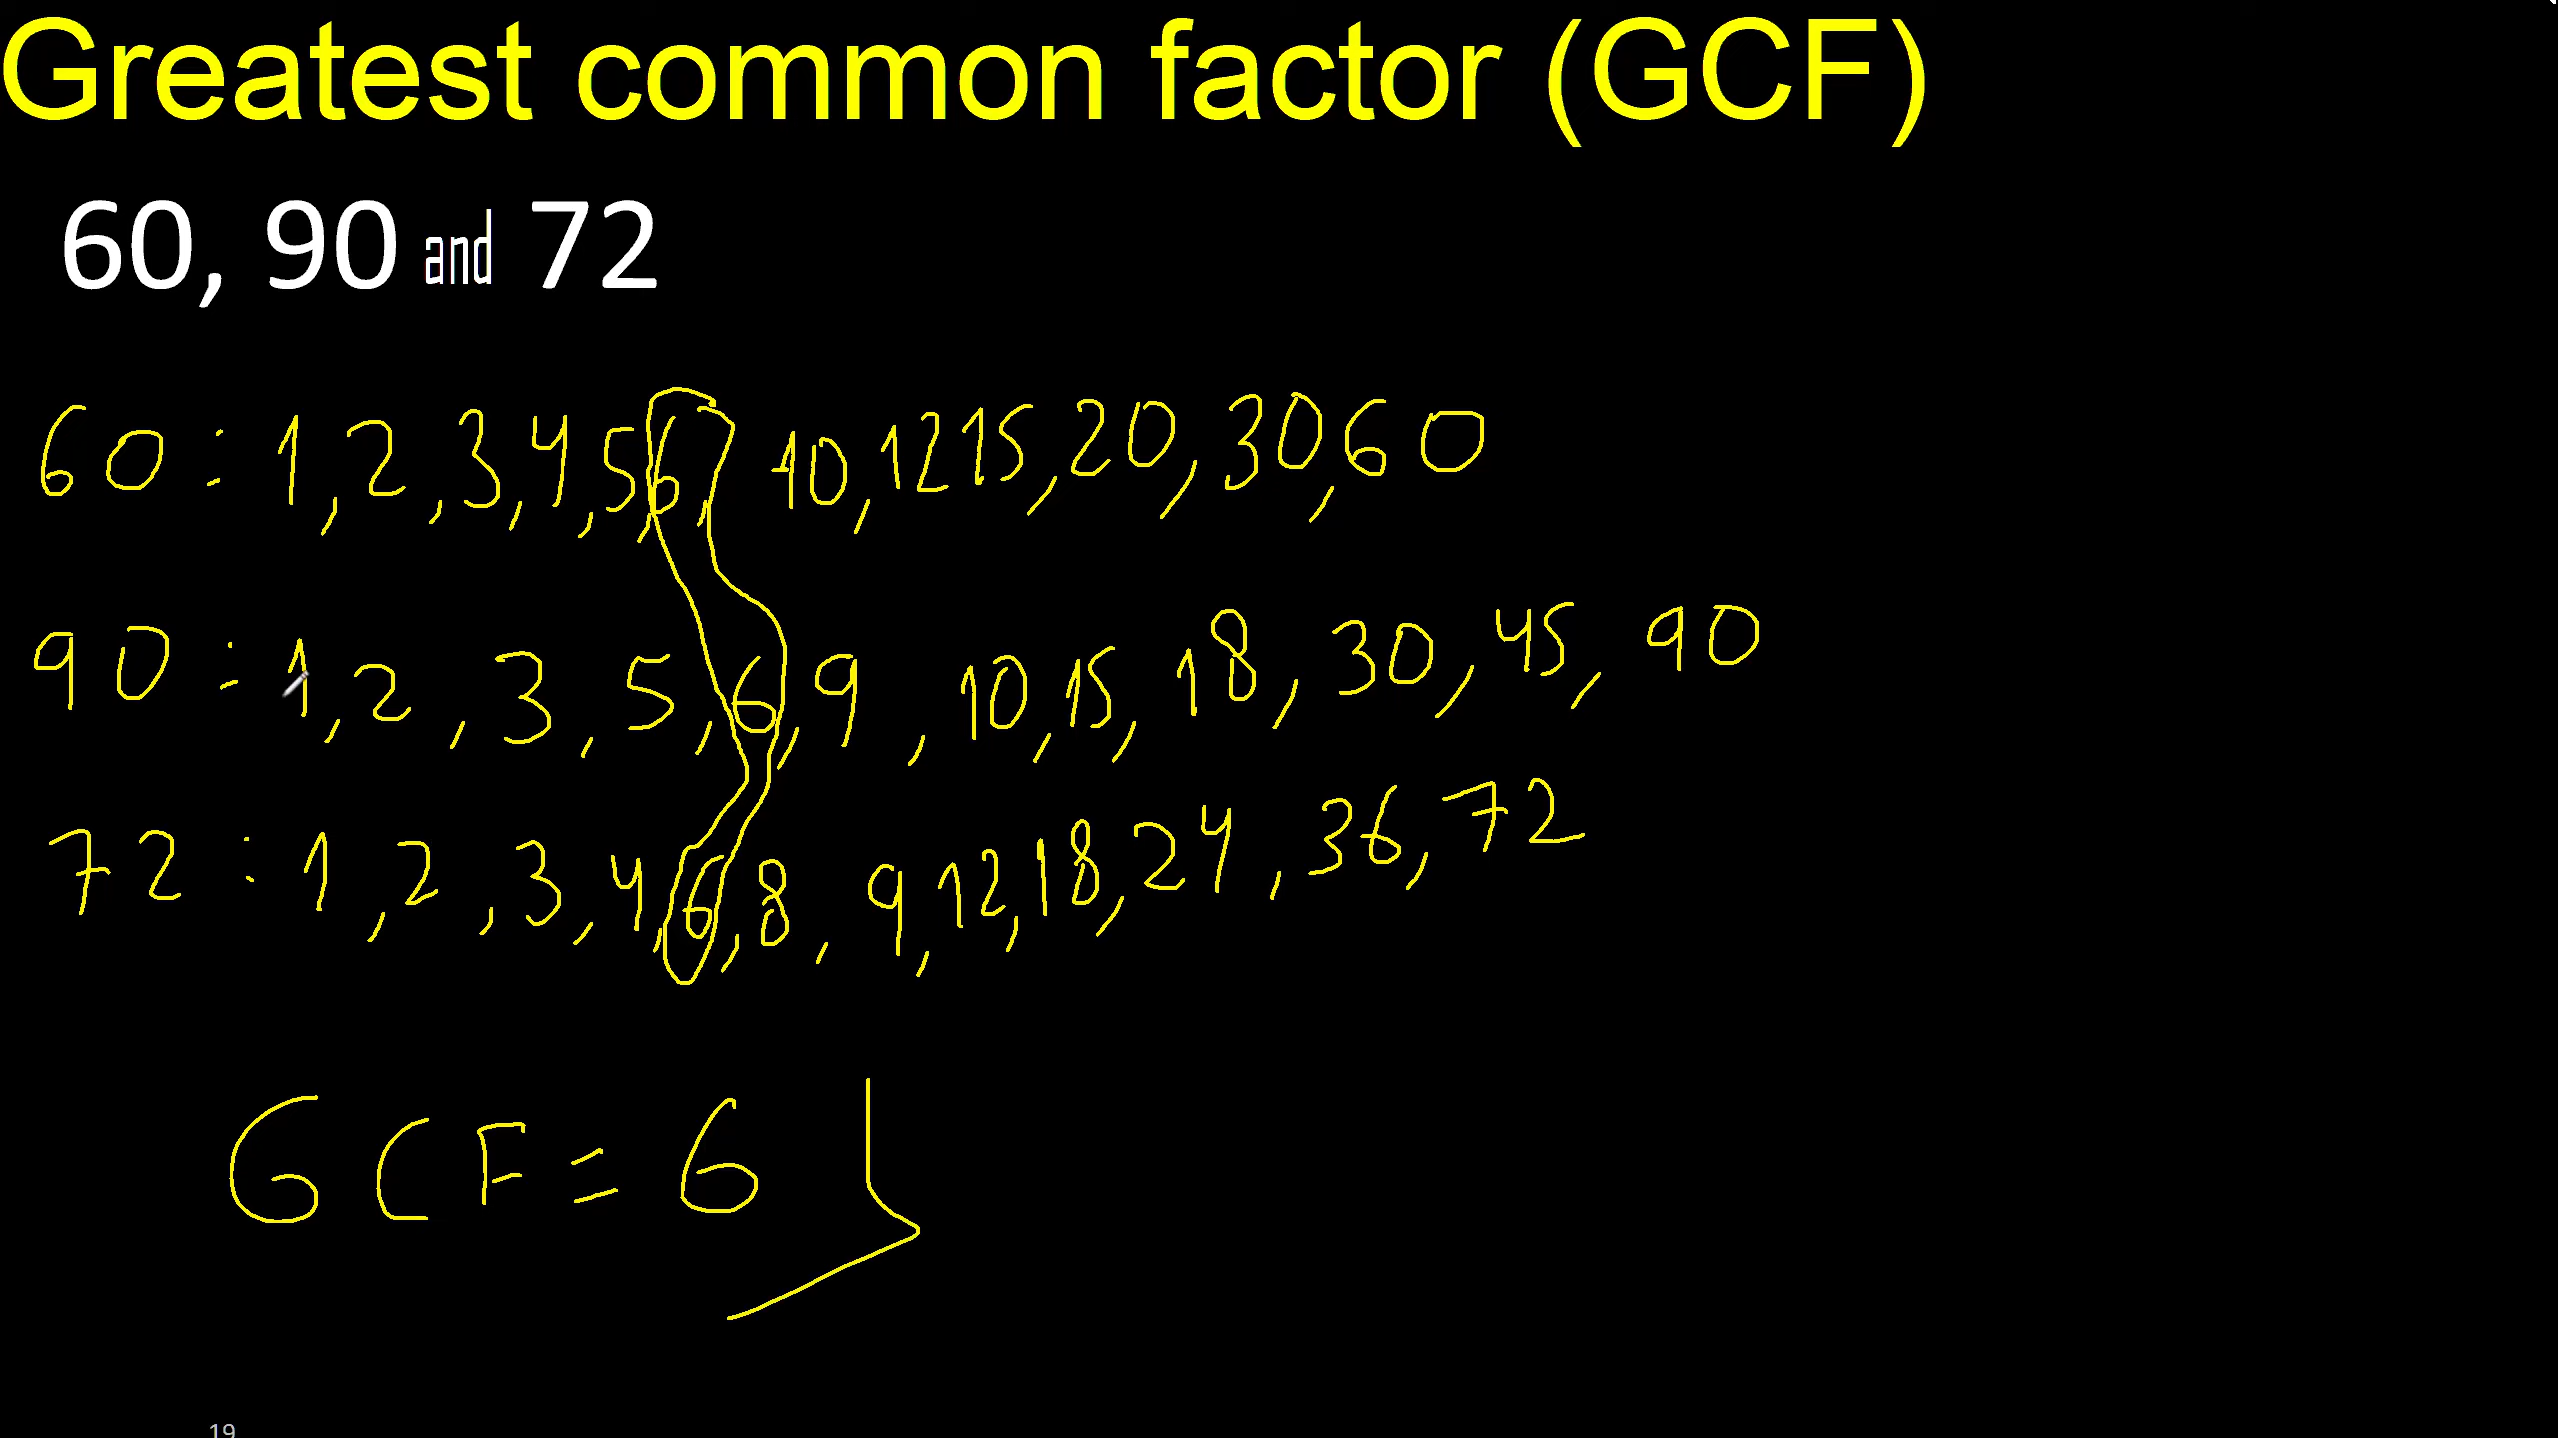 Greatest common factor (GCF)
60, 90 and 72
60 : 1, 2, 3, 4, 5, 6, 10, 12 15, 20, 30, 60
90 : 1, 2, 3, 5, 6, 9, 10, 15, 18, 30, 45, 90
72 : 1, 2, 3, 4, 6, 8, 9, 12, 18, 24, 36, 72
GCF = 6
19